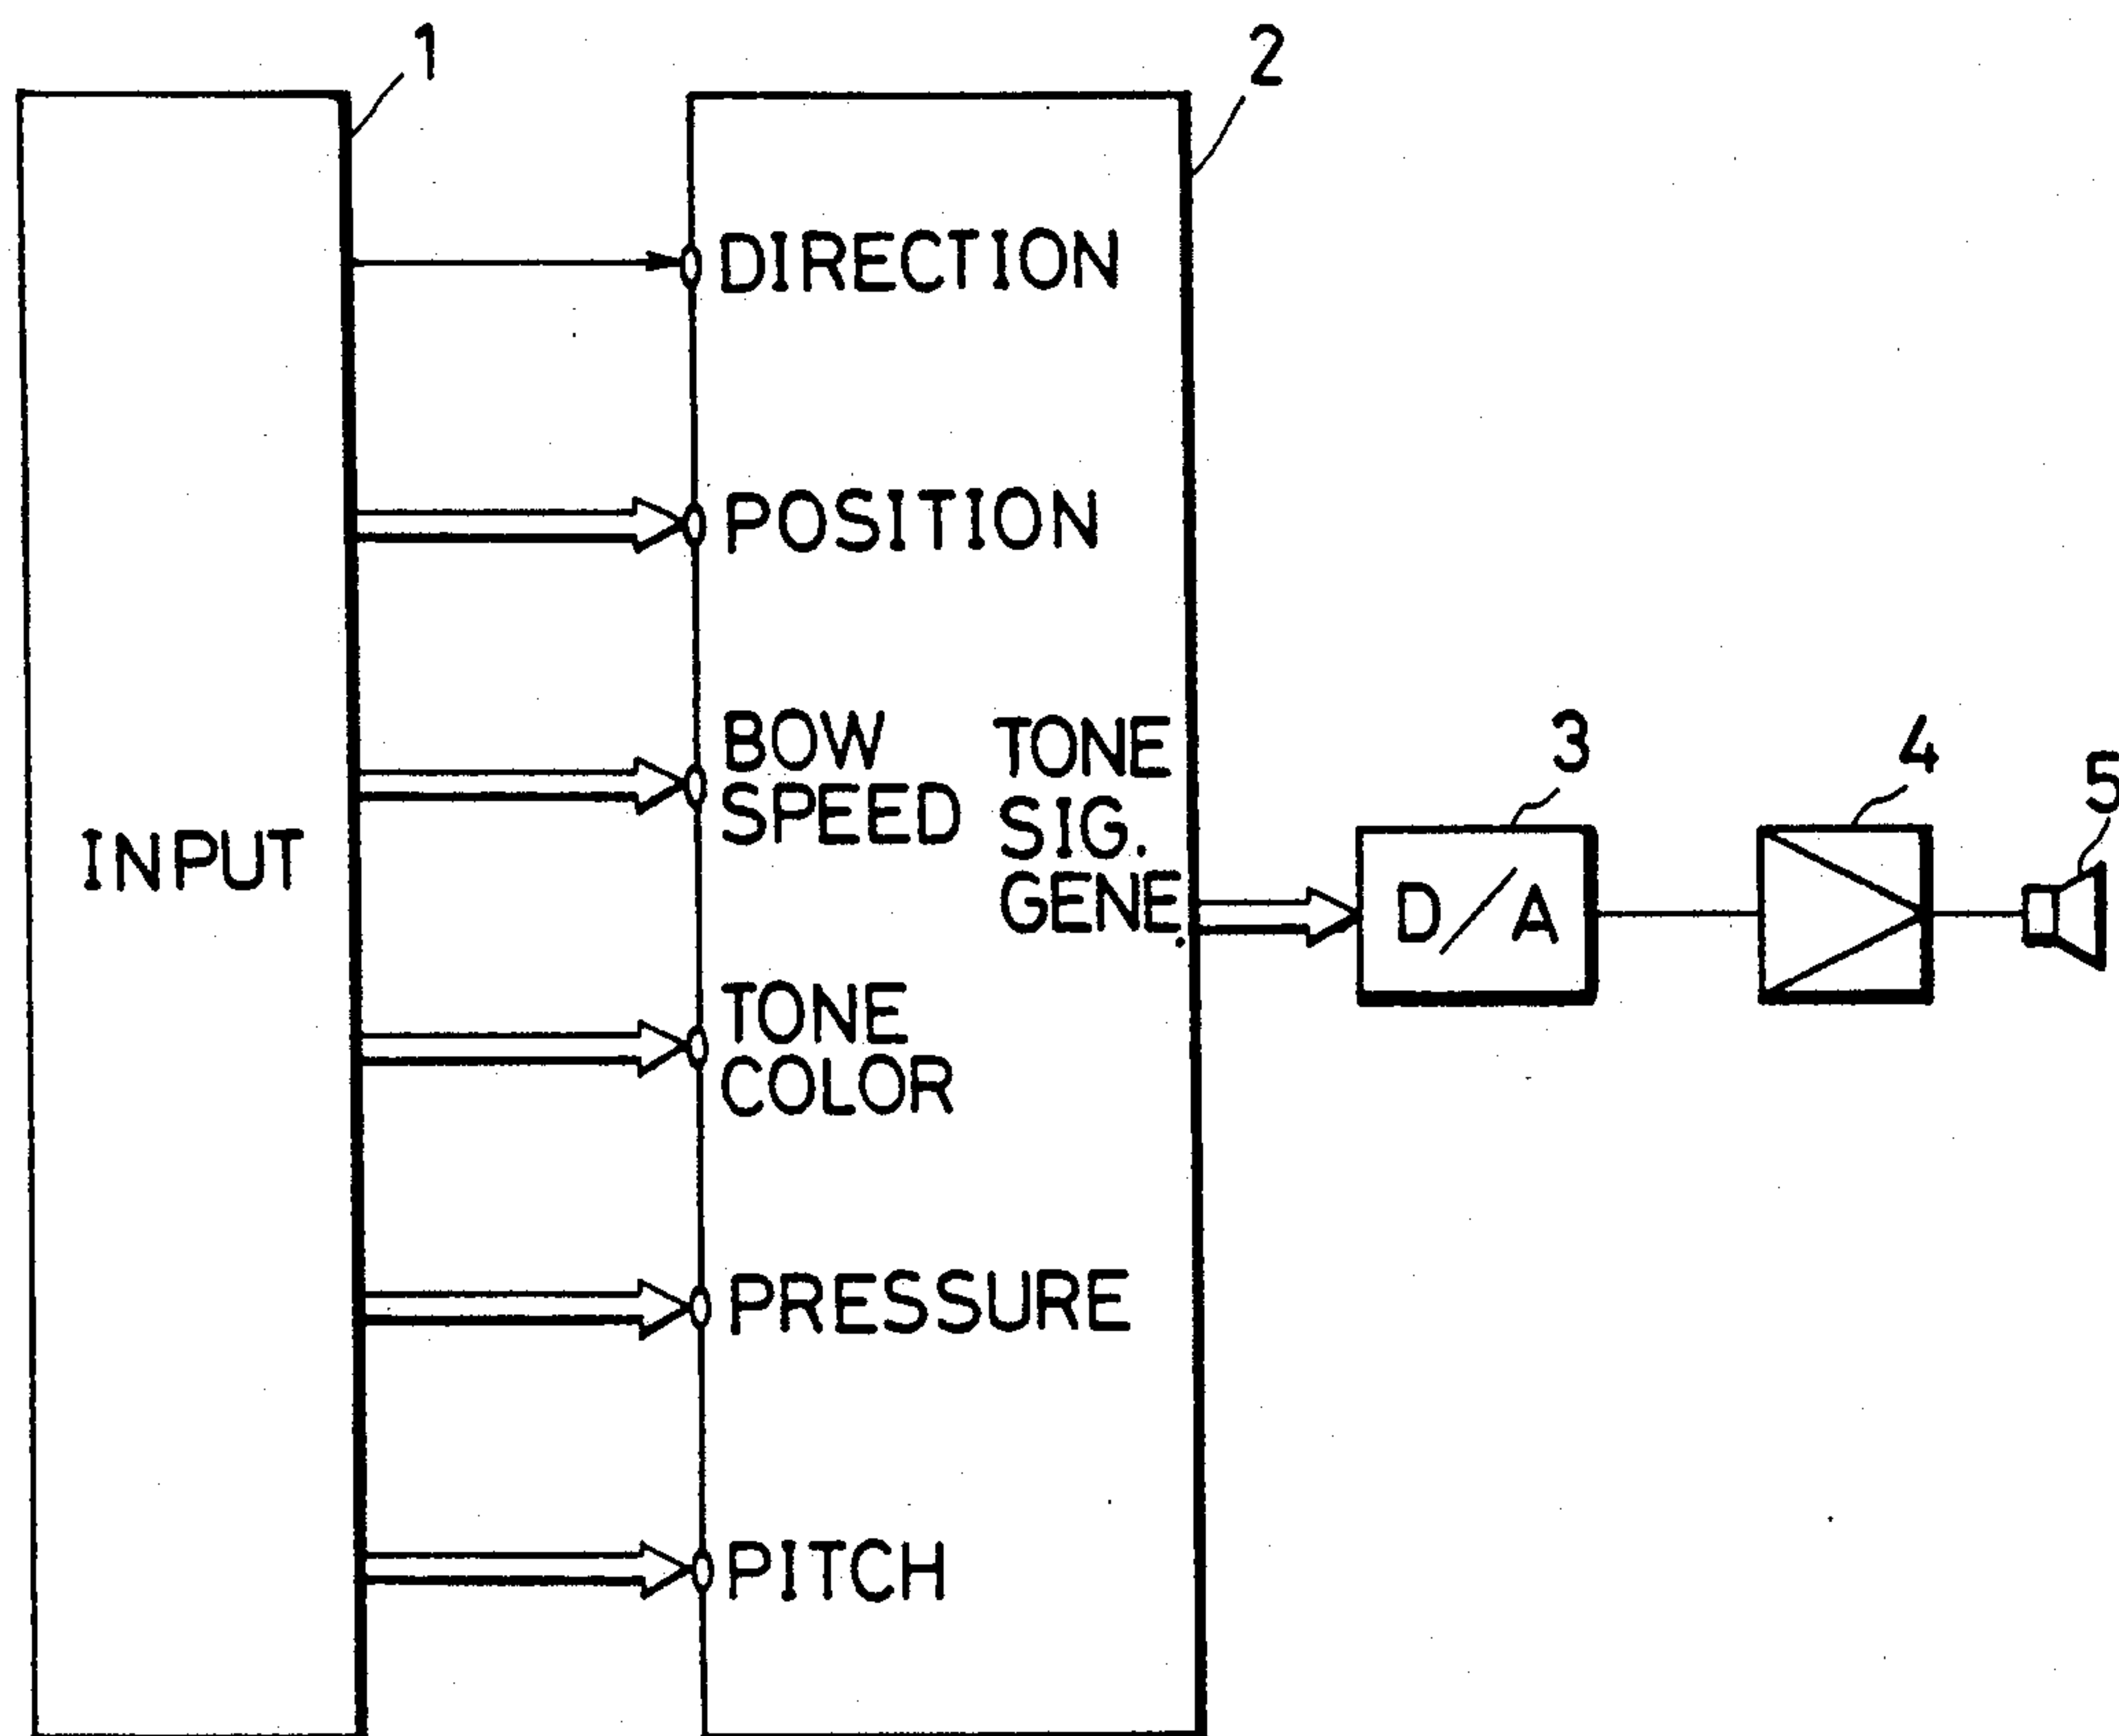 1
2
INPUT
DIRECTION
POSITION
BOW
SPEED
TONE
COLOR
PRESSURE
PITCH
TONE
SIG.
GENE.
3
D/A
4
5